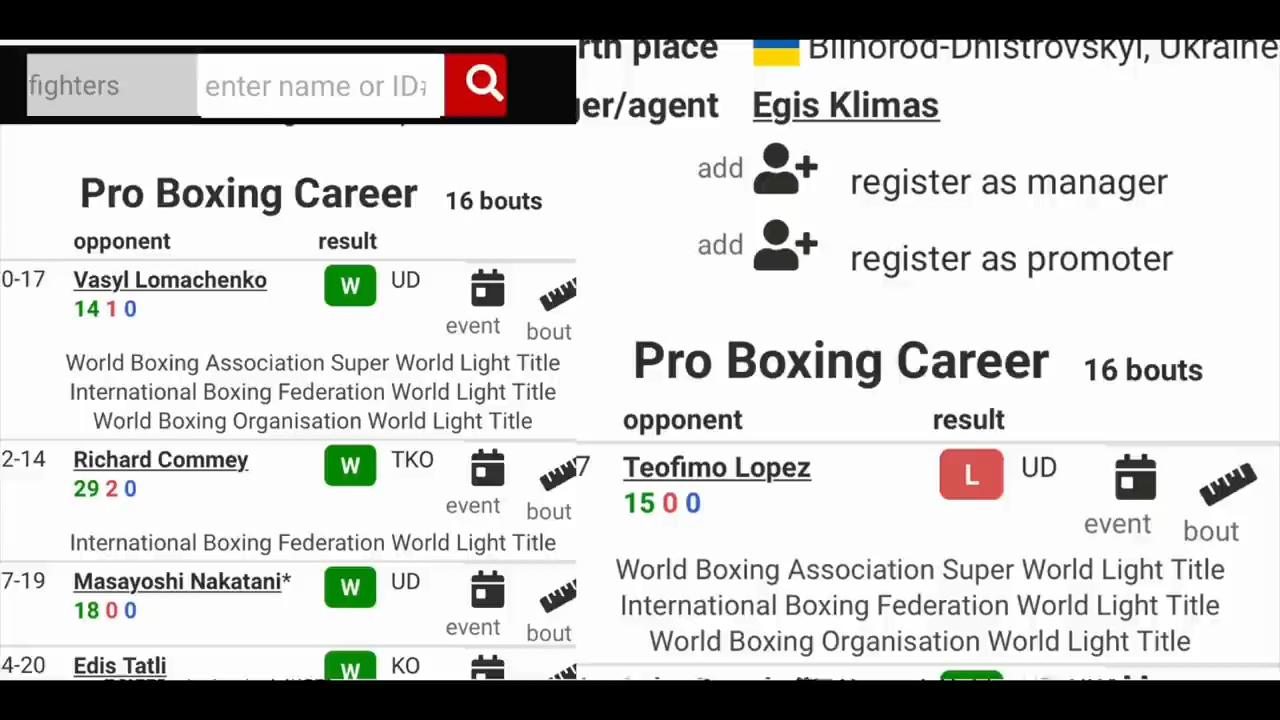 fighters enter name or ID#
Pro Boxing Career 16 bouts
opponent result
0-17 Vasyl Lomachenko W UD
14 1 0
event bout
World Boxing Association Super World Light Title
International Boxing Federation World Light Title
World Boxing Organisation World Light Title
2-14 Richard Commey W TKO
29 2 0
event bout
International Boxing Federation World Light Title
7-19 Masayoshi Nakatani* W UD
18 0 0
event bout
4-20 Edis Tatli W KO
rth place Bilhorod-Dnistrovskyi, Ukraine
ger/agent Egis Klimas
add register as manager
add register as promoter
Pro Boxing Career 16 bouts
opponent result
7 Teofimo Lopez L UD
15 0 0
event bout
World Boxing Association Super World Light Title
International Boxing Federation World Light Title
World Boxing Organisation World Light Title